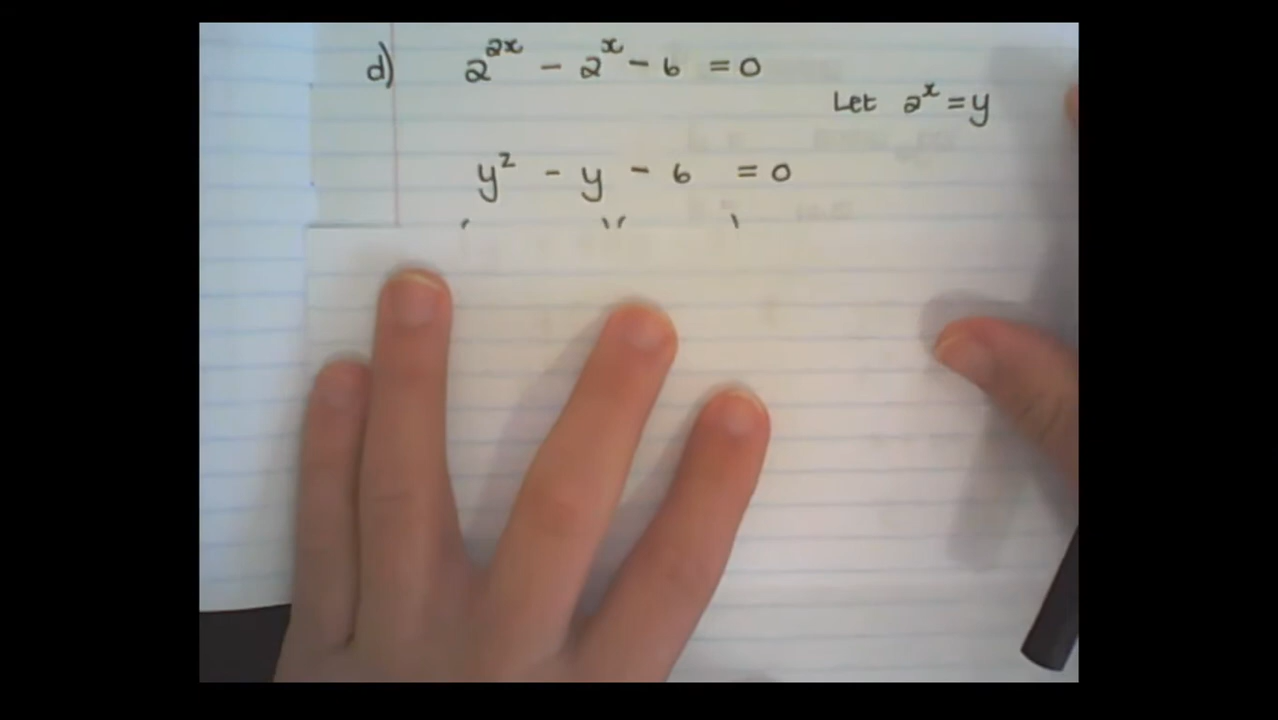 d) 2^{2x} - 2^x - 6 = 0
Let 2^x = y
y² - y - 6 = 0